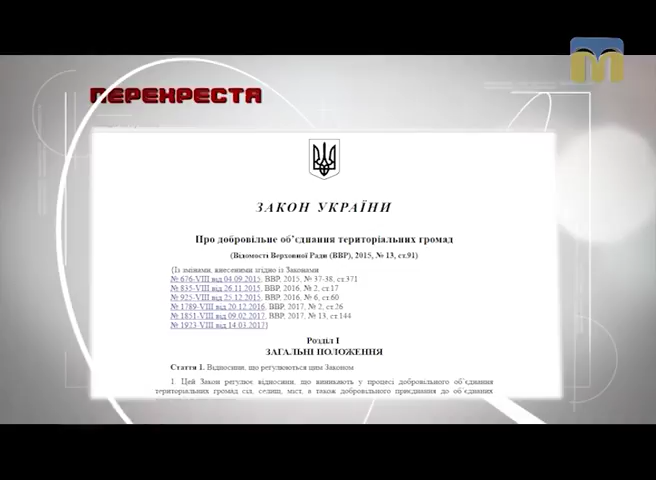 ПЕРЕХРЕСТЯ
ЗАКОН УКРАЇНИ
Про добровільне об’єднання територіальних громад
(Відомості Верховної Ради (ВВР), 2015, № 13, ст.91)
{Із змінами, внесеними згідно із Законами
№ 676-VIII від 04.09.2015, ВВР, 2015, № 37-38, ст.371
№ 835-VIII від 26.11.2015, ВВР, 2016, № 2, ст.17
№ 925-VIII від 25.12.2015, ВВР, 2016, № 6, ст.60
№ 1789-VIII від 20.12.2016, ВВР, 2017, № 2, ст.26
№ 1851-VIII від 09.02.2017, ВВР, 2017, № 13, ст.144
№ 1923-VIII від 14.03.2017}
Розділ I
ЗАГАЛЬНІ ПОЛОЖЕННЯ
Стаття 1. Відносини, що регулюються цим Законом
1. Цей Закон регулює відносини, що виникають у процесі добровільного об’єднання
територіальних громад сіл, селищ, міст, а також добровільного приєднання до об’єднаних